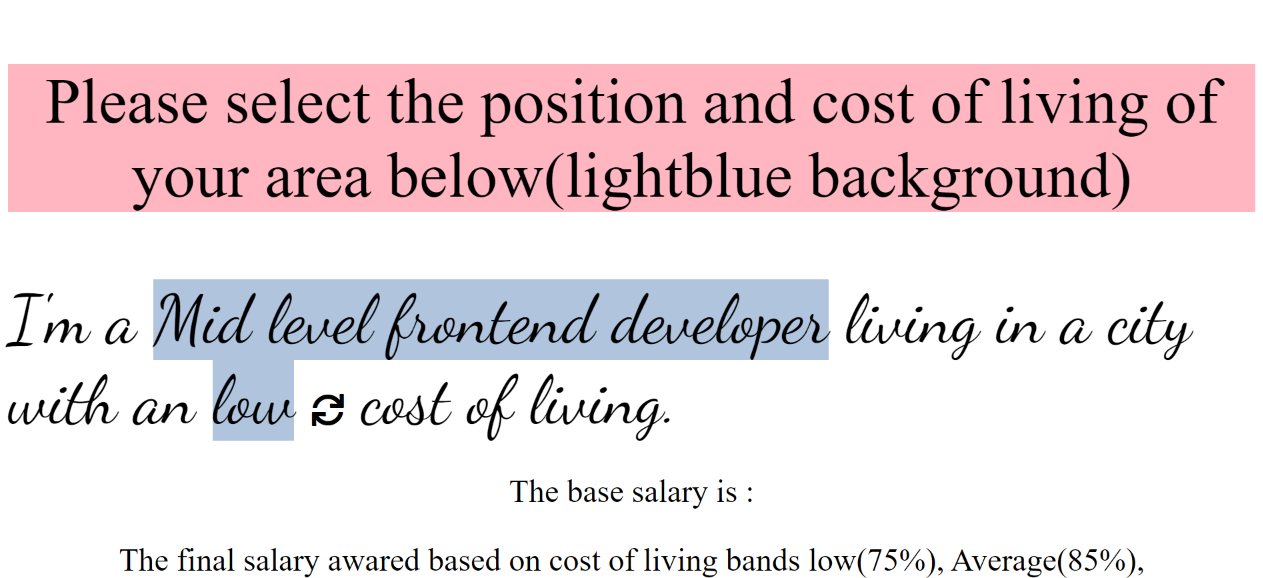 Please select the position and cost of living of
your area below(lightblue background)
I'm a Mid level frontend developer living in a city
with an low cost of living.
The base salary is :
The final salary awared based on cost of living bands low(75%), Average(85%),